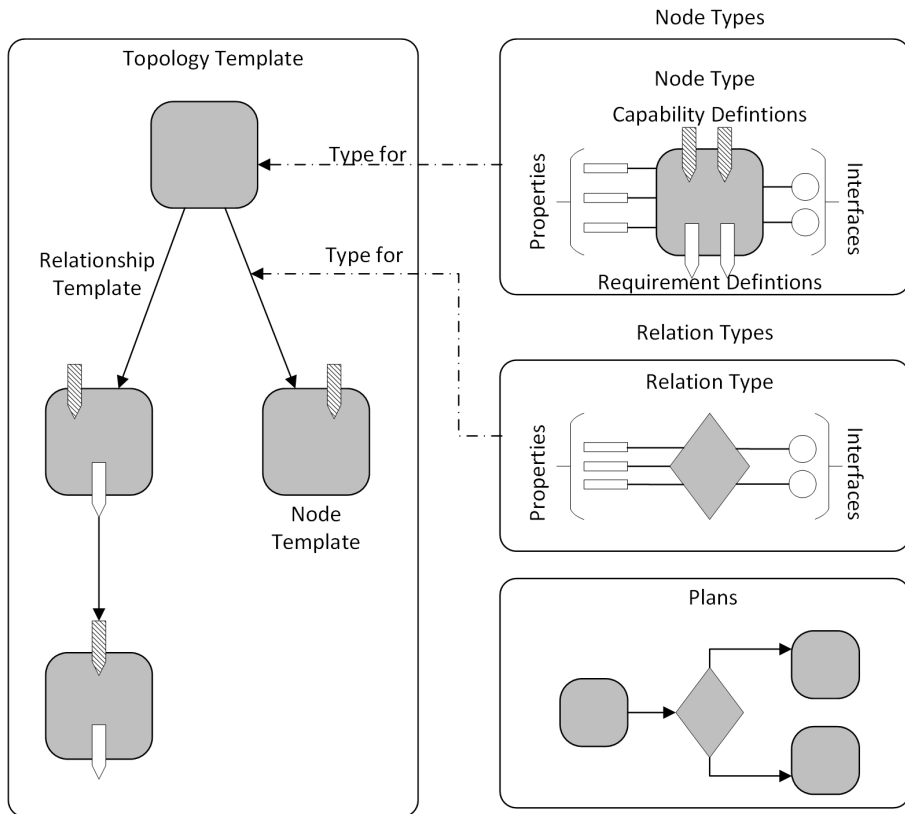 Topology Template
Type for
Relationship
Template
Type for
Node
Template
Node Types
Node Type
Capability Defintions
Properties
Interfaces
Requirement Defintions
Relation Types
Relation Type
Properties
Interfaces
Plans